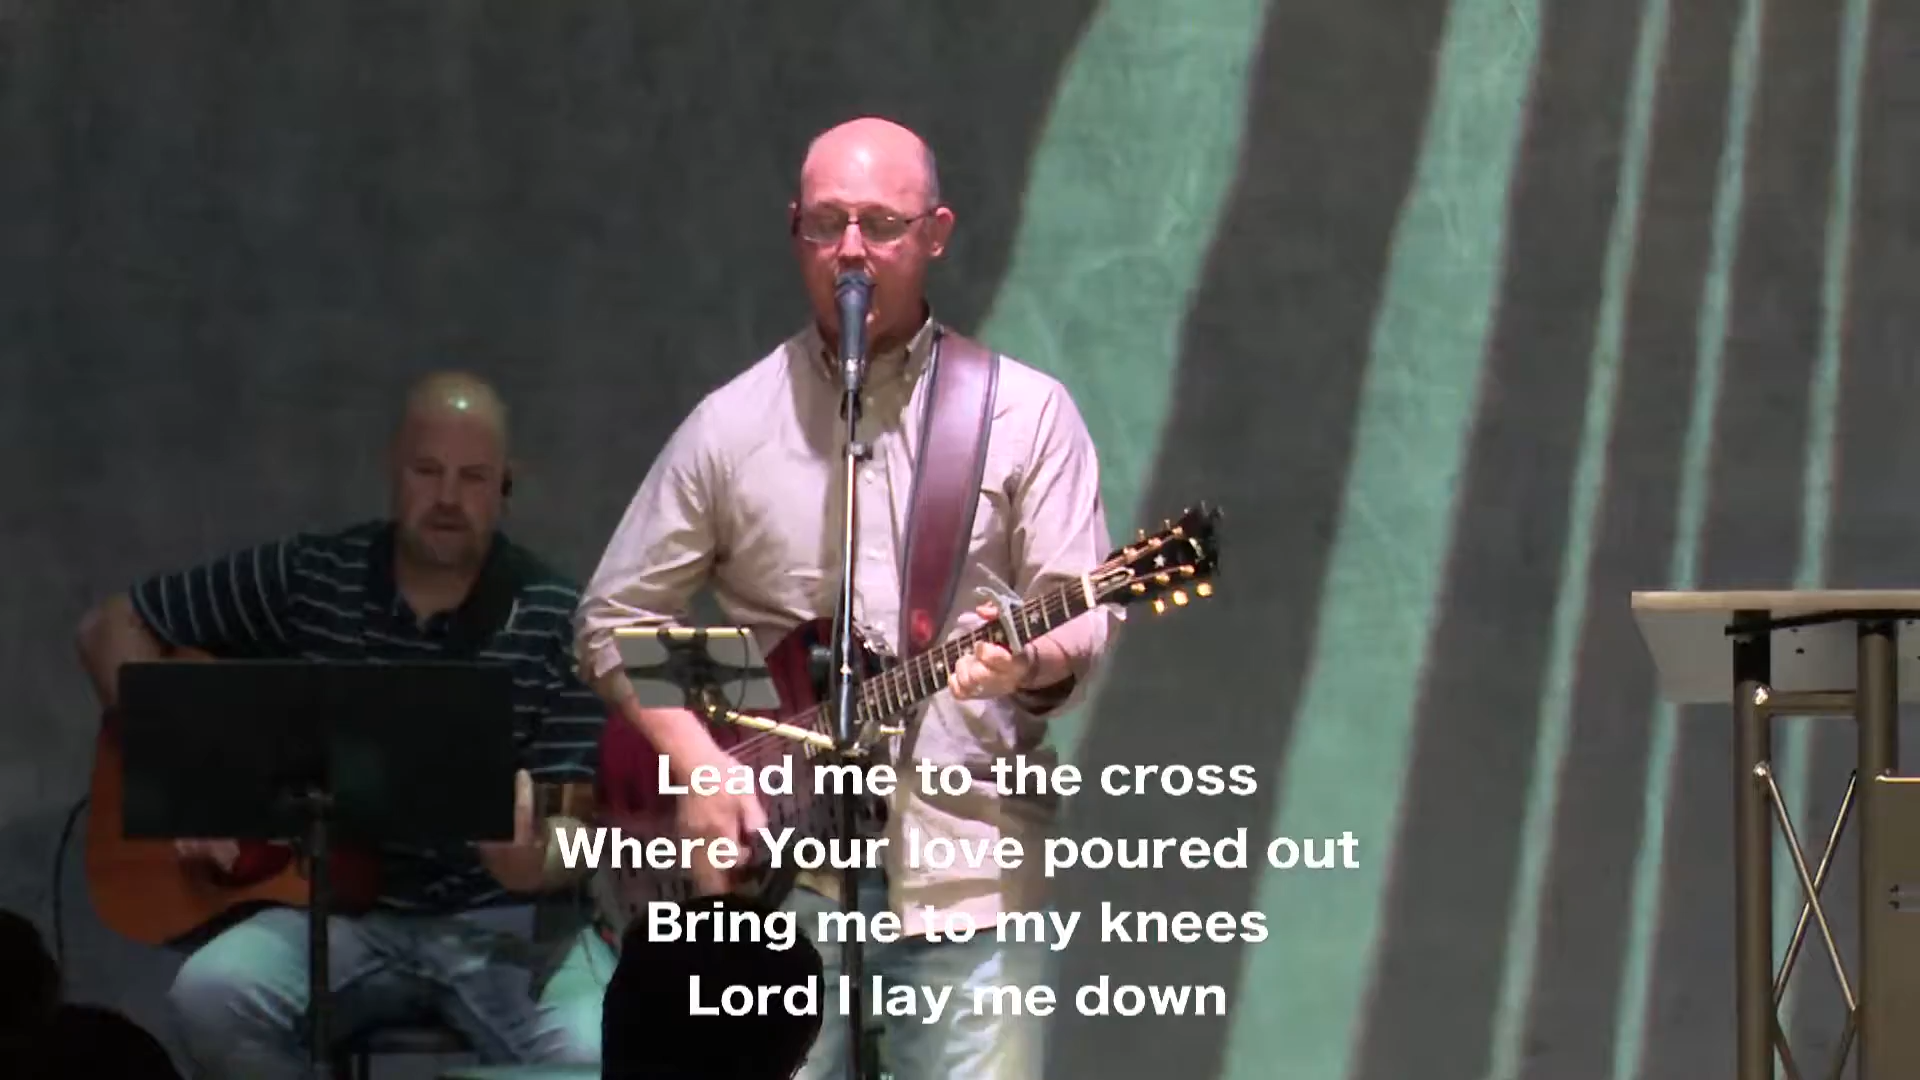 Lead me to the cross
Where Your love poured out
Bring me to my knees
Lord I lay me down